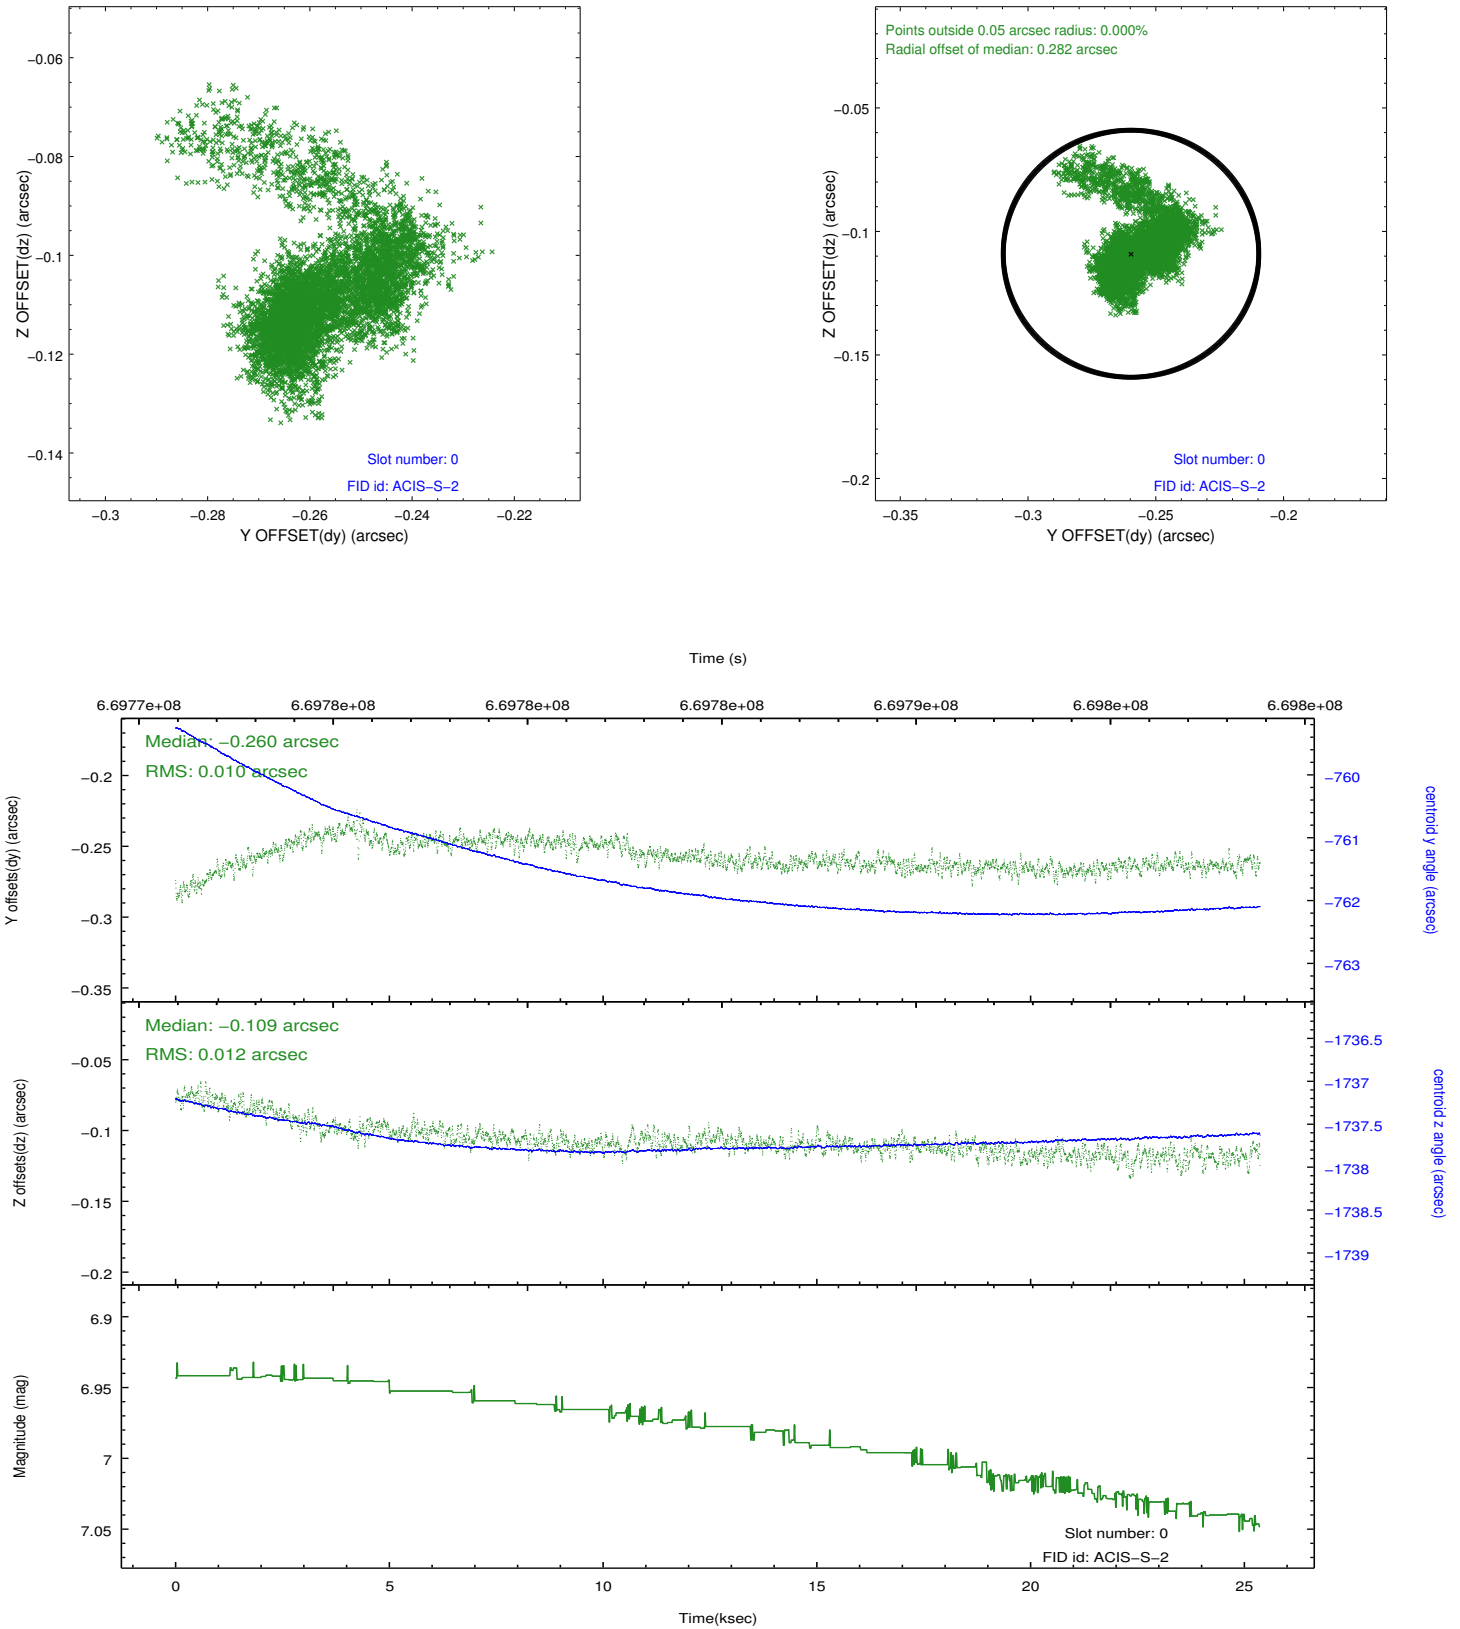 −0.06
−0.08
−0.1
−0.12
−0.14
Z OFFSET(dz) (arcsec)
Slot number: 0
FID id: ACIS−S−2
−0.3
−0.28
−0.26
−0.24
−0.22
Y OFFSET(dy) (arcsec)
Points outside 0.05 arcsec radius: 0.000%
Radial offset of median: 0.282 arcsec
−0.05
−0.1
−0.15
−0.2
Z OFFSET(dz) (arcsec)
Slot number: 0
FID id: ACIS−S−2
−0.35
−0.3
−0.25
−0.2
Y OFFSET(dy) (arcsec)
Time (s)
6.6977e+08
6.6978e+08
6.6978e+08
6.6978e+08
6.6979e+08
6.698e+08
6.698e+08
Median: −0.260 arcsec
RMS: 0.010 arcsec
−0.2
−0.25
−0.3
−0.35
Y offsets(dy) (arcsec)
−760
−761
−762
−763
centroid y angle (arcsec)
Median: −0.109 arcsec
RMS: 0.012 arcsec
−0.05
−0.1
−0.15
−0.2
Z offsets(dz) (arcsec)
−1736.5
−1737
−1737.5
−1738
−1738.5
−1739
centroid z angle (arcsec)
6.9
6.95
7
7.05
Magnitude (mag)
Slot number: 0
FID id: ACIS−S−2
0
5
10
15
20
25
Time(ksec)